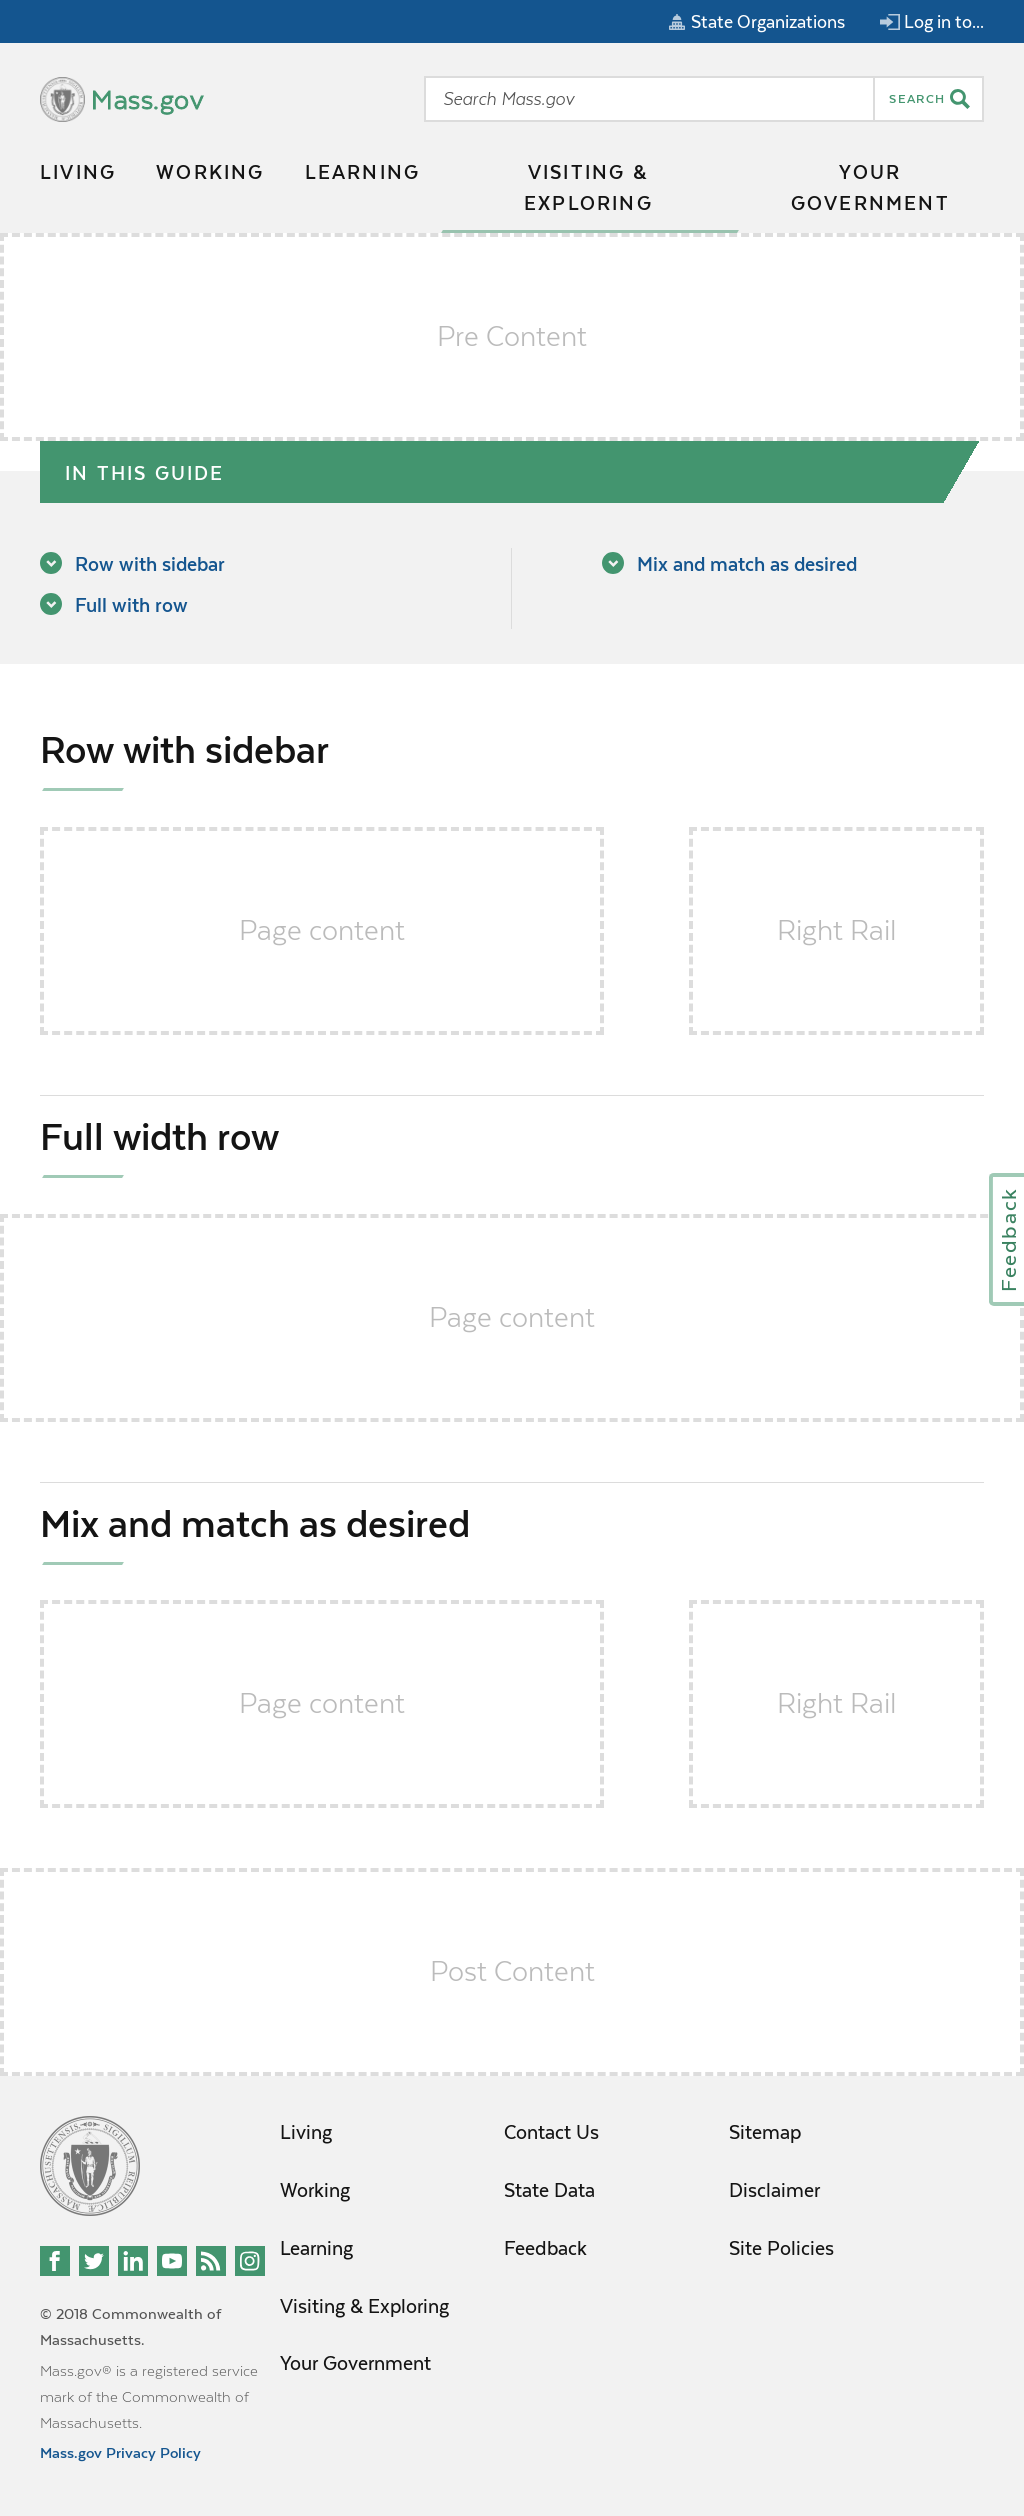 State Organizations
Log in to...
Mass.gov
Search Mass.gov
SEARCH
LIVING
WORKING
LEARNING
VISITING &
EXPLORING
YOUR
GOVERNMENT
Pre Content
IN THIS GUIDE
Row with sidebar
Full with row
Mix and match as desired
Row with sidebar
Page content
Right Rail
Full width row
Feedback
Page content
Mix and match as desired
Page content
Right Rail
Post Content
Living
Working
Learning
Visiting & Exploring
Your Government
Contact Us
State Data
Feedback
Sitemap
Disclaimer
Site Policies
© 2018 Commonwealth of
Massachusetts.
Mass.gov® is a registered service
mark of the Commonwealth of
Massachusetts.
Mass.gov Privacy Policy